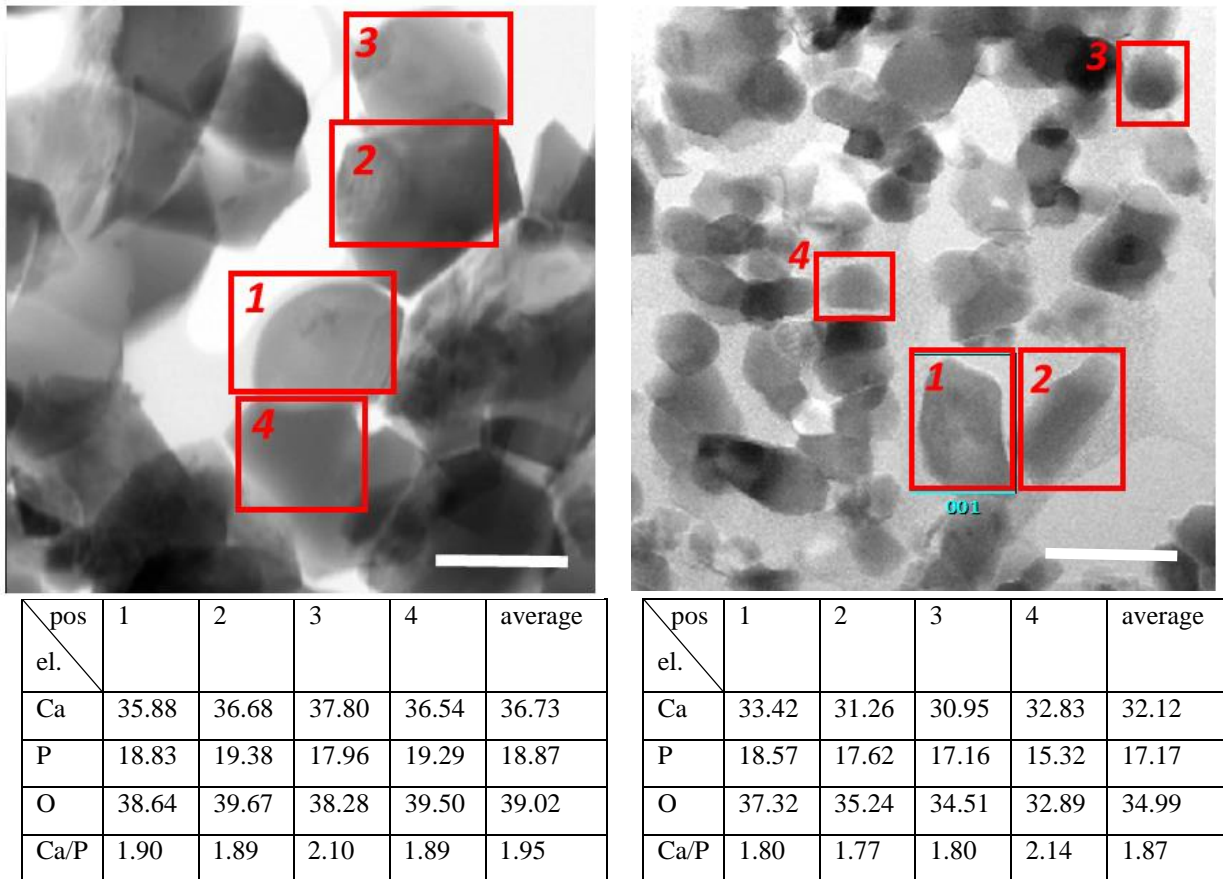 3
2
1
4
3
4
1
2
001
pos el. 1 2 3 4 average
Ca 35.88 36.68 37.80 36.54 36.73
P 18.83 19.38 17.96 19.29 18.87
O 38.64 39.67 38.28 39.50 39.02
Ca/P 1.90 1.89 2.10 1.89 1.95
pos el. 1 2 3 4 average
Ca 33.42 31.26 30.95 32.83 32.12
P 18.57 17.62 17.16 15.32 17.17
O 37.32 35.24 34.51 32.89 34.99
Ca/P 1.80 1.77 1.80 2.14 1.87